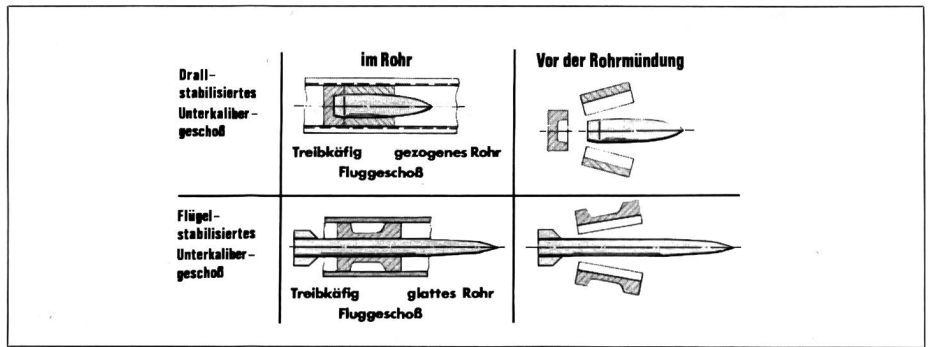 im Rohr
Vor der Rohrmündung
Drall-
stabilisiertes
Unterkaliber-
geschoß
Treibkäfig gezogenes Rohr
Fluggeschoß
Flügel-
stabilisiertes
Unterkaliber-
geschoß
Treibkäfig glattes Rohr
Fluggeschoß